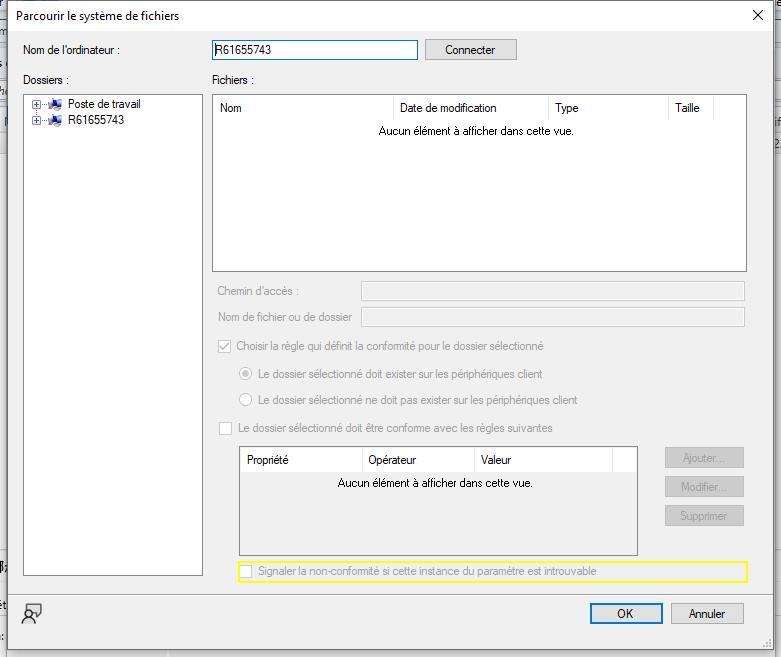 Parcourir le système de fichiers
Nom de l'ordinateur :
R61655743
Connecter
Dossiers :
Fichiers :
Poste de travail
R61655743
Nom
Date de modification
Type
Taille
Aucun élément à afficher dans cette vue.
Chemin d'accès :
Nom de fichier ou de dossier
Choisir la règle qui définit la conformité pour le dossier sélectionné
Le dossier sélectionné doit exister sur les périphériques client
Le dossier sélectionné ne doit pas exister sur les périphériques client
Le dossier sélectionné doit être conforme avec les règles suivantes
Propriété
Opérateur
Valeur
Aucun élément à afficher dans cette vue.
Ajouter...
Modifier...
Supprimer
Signaler la non-conformité si cette instance du paramètre est introuvable
OK
Annuler